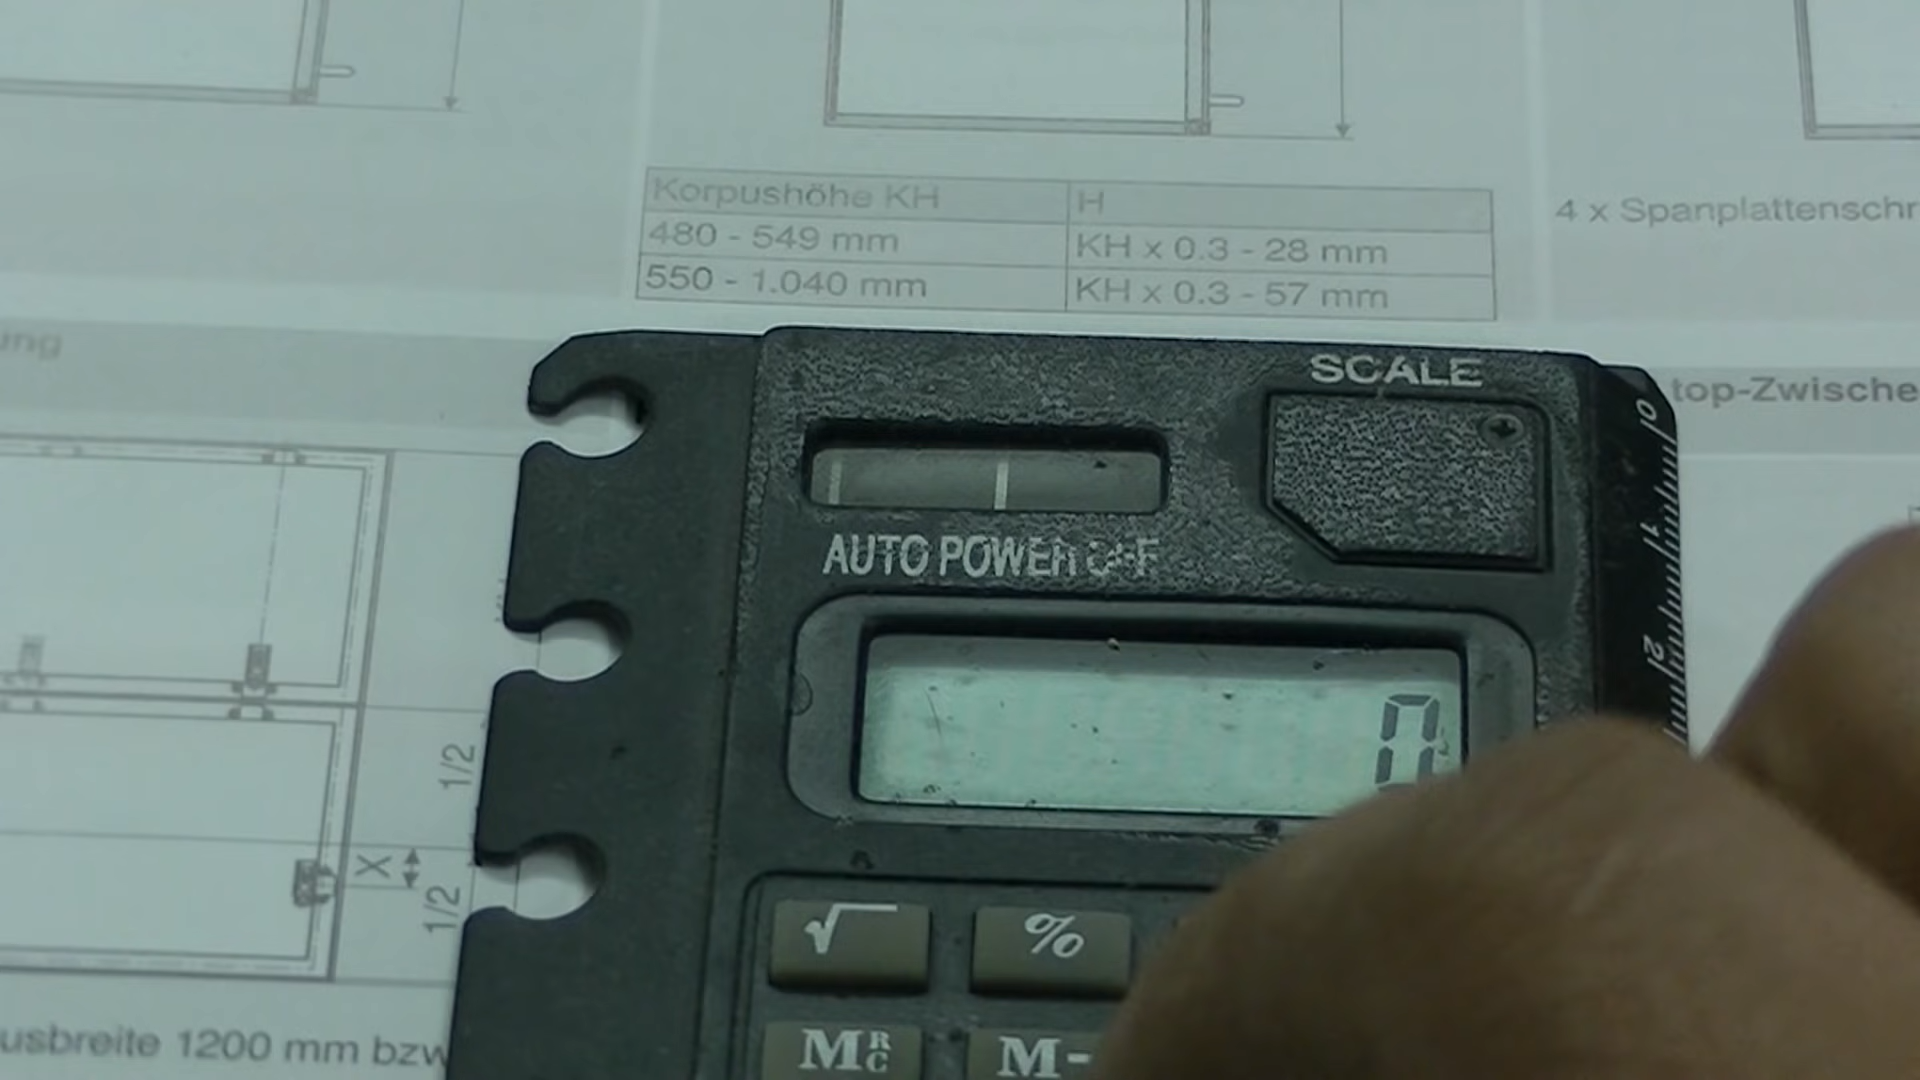 Korpushöhe KH H
480 - 549 mm KH x 0.3 - 28 mm
550 - 1.040 mm KH x 0.3 - 57 mm
4 x Spanplattenschr
ung
top-Zwische
SCALE
AUTO POWER OFF
0 1 2
0
1/2
X
1/2
√ %
MRC M-
usbreite 1200 mm bzw